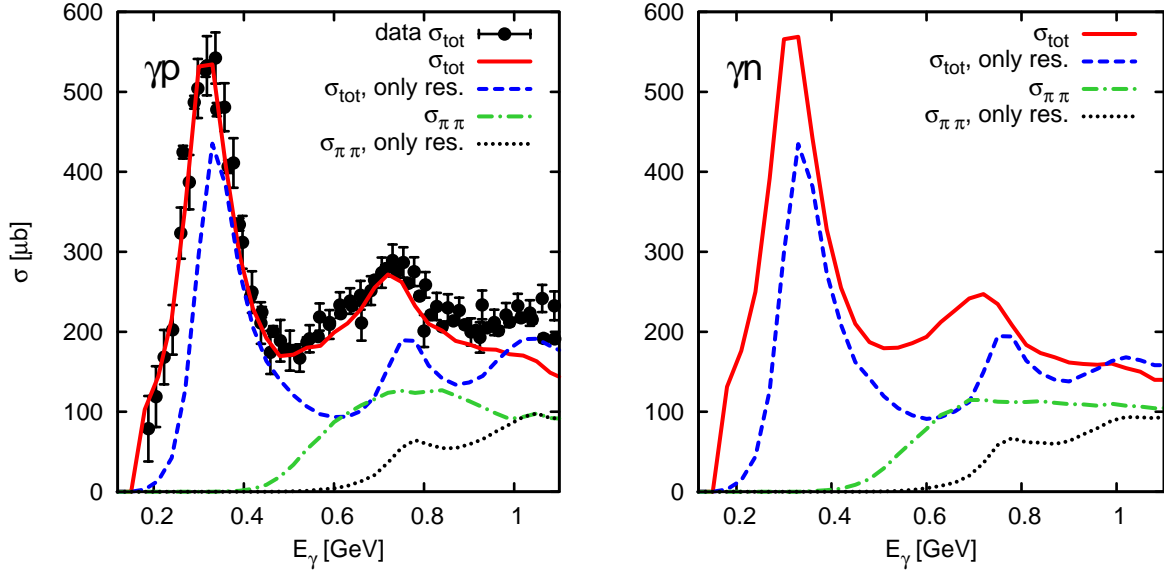 γp
data σtot
σtot
σtot, only res.
σππ
σππ, only res.
σ [μb]
600
500
400
300
200
100
0
0.2 0.4 0.6 0.8 1
Eγ [GeV]
γn
σtot
σtot, only res.
σππ
σππ, only res.
600
500
400
300
200
100
0
0.2 0.4 0.6 0.8 1
Eγ [GeV]